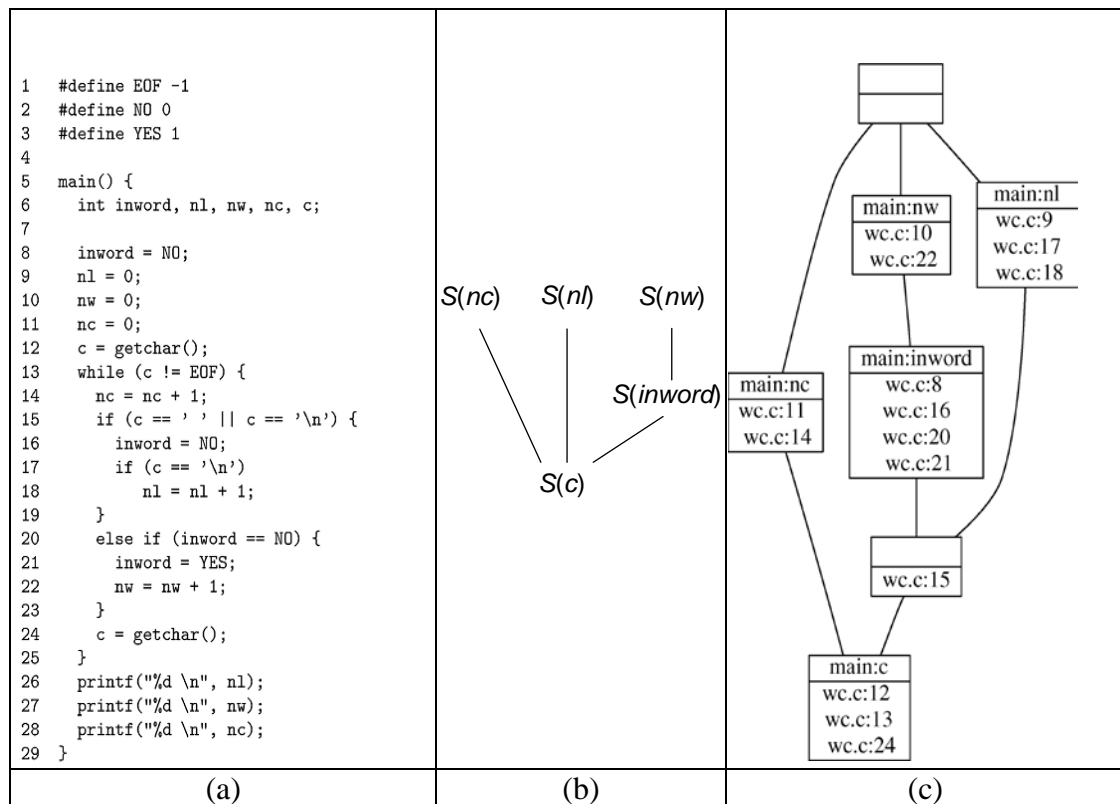 1 #define EOF -1
2 #define NO 0
3 #define YES 1
4
5 main() {
6 int inword, nl, nw, nc, c;
7
8 inword = NO;
9 nl = 0;
10 nw = 0;
11 nc = 0;
12 c = getchar();
13 while (c != EOF) {
14 nc = nc + 1;
15 if (c == ' ' || c == '\n') {
16 inword = NO;
17 if (c == '\n')
18 nl = nl + 1;
19 }
20 else if (inword == NO) {
21 inword = YES;
22 nw = nw + 1;
23 }
24 c = getchar();
25 }
26 printf("%d \n", nl);
27 printf("%d \n", nw);
28 printf("%d \n", nc);
29 }
(a)
S(nc) S(nl) S(nw)
S(inword)
S(c)
(b)
main:nw
wc.c:10
wc.c:22
main:nl
wc.c:9
wc.c:17
wc.c:18
main:nc
wc.c:11
wc.c:14
main:inword
wc.c:8
wc.c:16
wc.c:20
wc.c:21
wc.c:15
main:c
wc.c:12
wc.c:13
wc.c:24
(c)